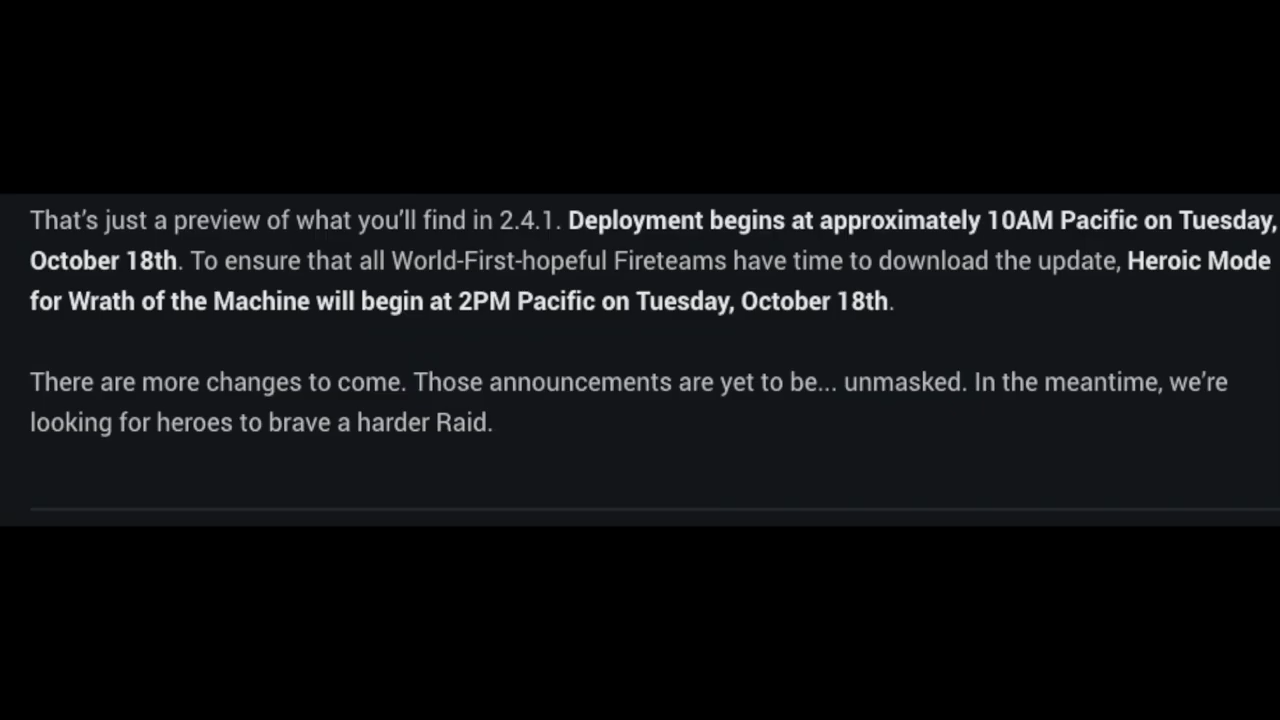 That’s just a preview of what you’ll find in 2.4.1. Deployment begins at approximately 10AM Pacific on Tuesday,
October 18th. To ensure that all World-First-hopeful Fireteams have time to download the update, Heroic Mode
for Wrath of the Machine will begin at 2PM Pacific on Tuesday, October 18th.
There are more changes to come. Those announcements are yet to be... unmasked. In the meantime, we’re
looking for heroes to brave a harder Raid.